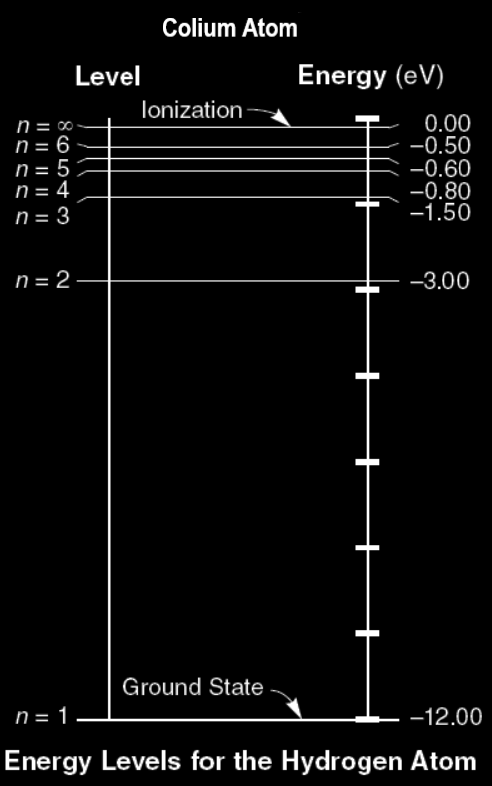 Colium Atom
Level Energy (eV)
Ionization
n = ∞ 0.00
n = 6 −0.50
n = 5 −0.60
n = 4 −0.80
n = 3 −1.50
n = 2 −3.00
Ground State
n = 1 −12.00
Energy Levels for the Hydrogen Atom